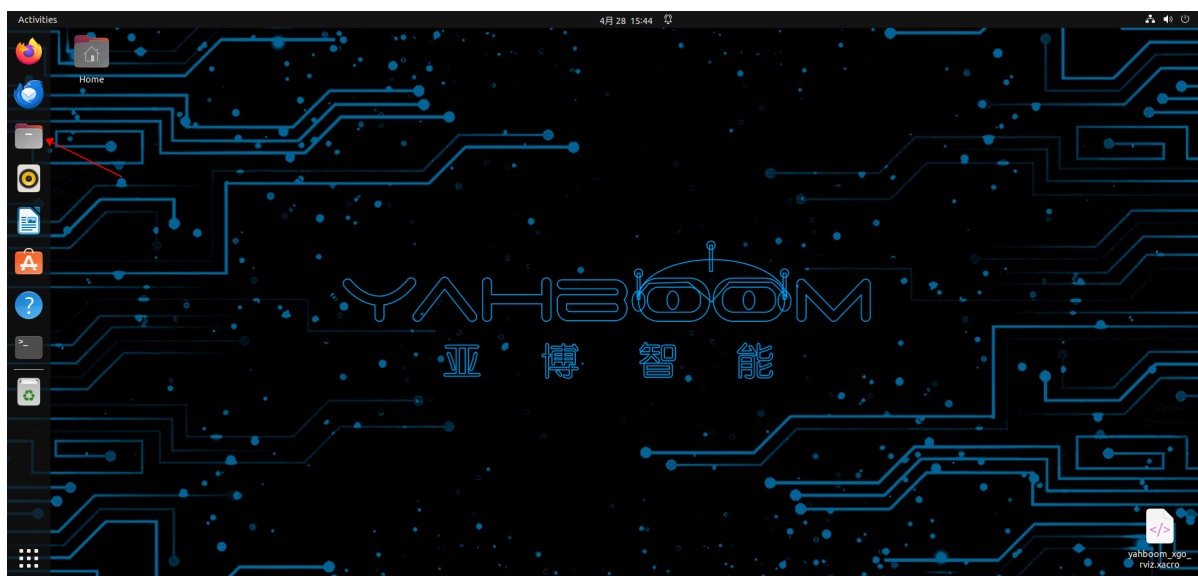 Activities
4月 28 15:44
Home
YAHBOOM
亚博智能
yahboom_xgo_
rviz.xacro